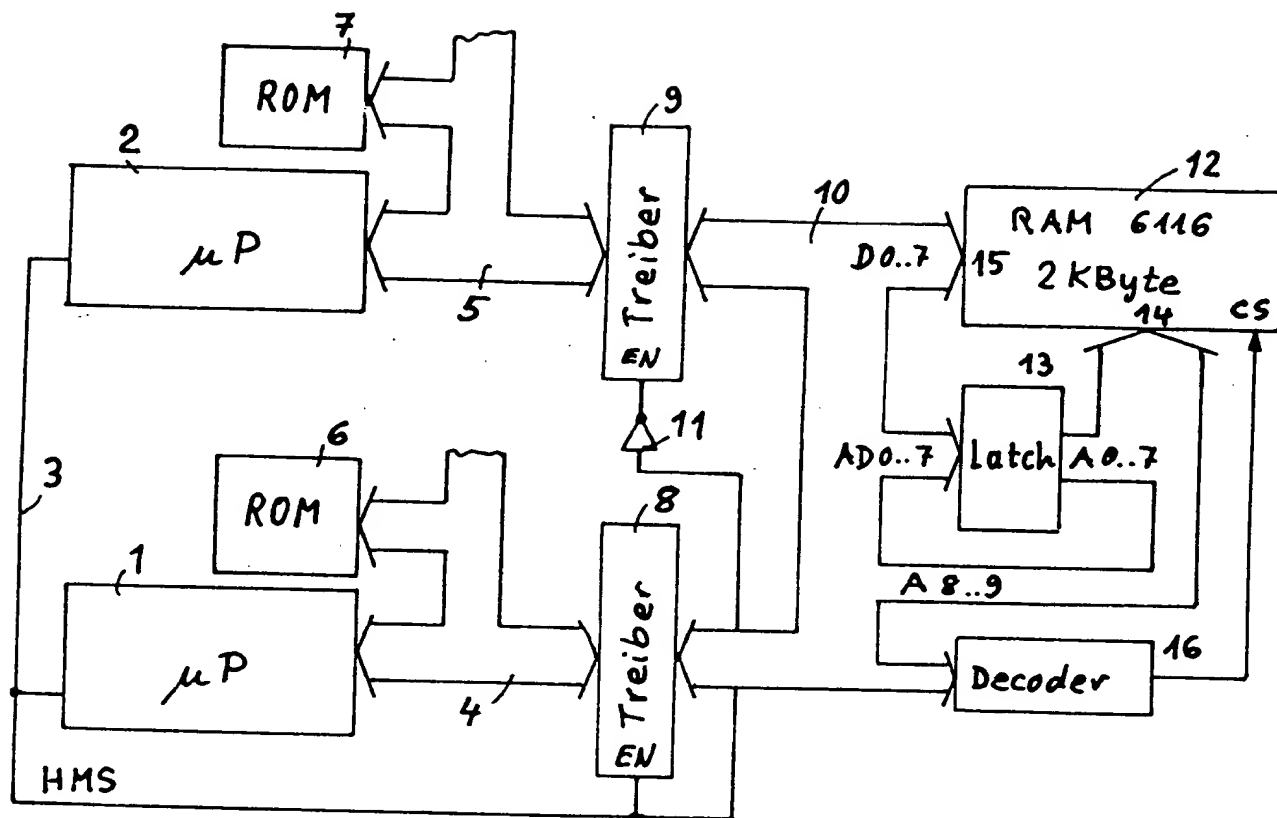 7
ROM
2
μP
5
9
Treiber
EN
10
D0..7
12
RAM 6116
15
2 KByte
14
CS
13
Latch
AD0..7
A0..7
11
3
6
ROM
1
μP
4
8
Treiber
EN
A 8..9
16
Decoder
HMS